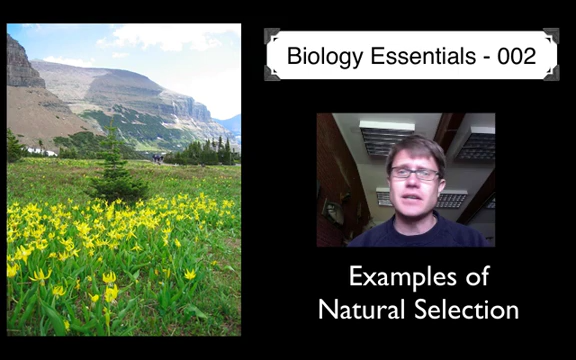 Biology Essentials - 002
Examples of
Natural Selection